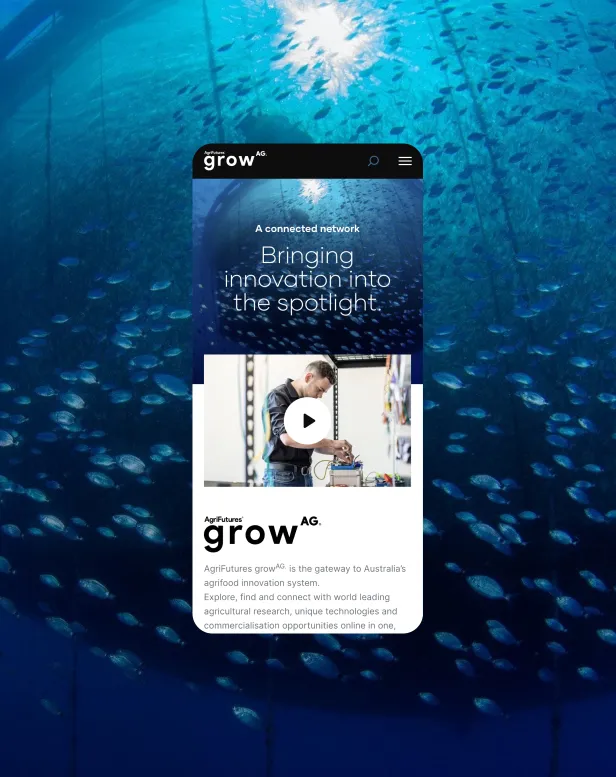 AgriFutures®
grow AG.
A connected network
Bringing
innovation into
the spotlight.
AgriFutures®
grow AG.
AgriFutures growAG. is the gateway to Australia's
agrifood innovation system.
Explore, find and connect with world leading
agricultural research, unique technologies and
commercialisation opportunities online in one,